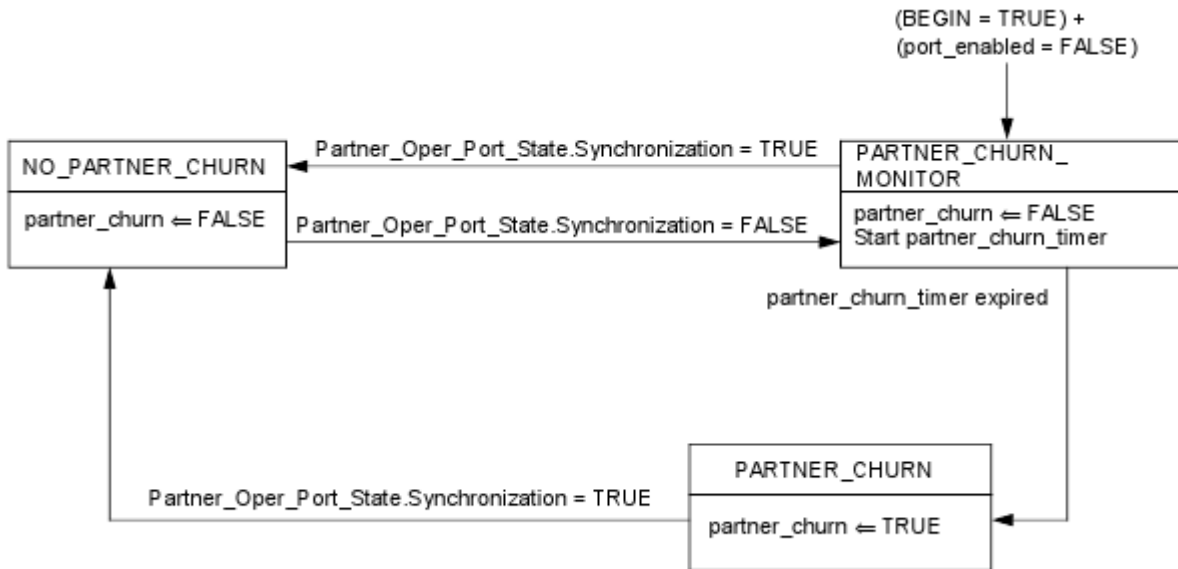 (BEGIN = TRUE) +
(port_enabled = FALSE)
Partner_Oper_Port_State.Synchronization = TRUE
NO_PARTNER_CHURN
PARTNER_CHURN_
MONITOR
partner_churn ⇐ FALSE
Partner_Oper_Port_State.Synchronization = FALSE
partner_churn ⇐ FALSE
Start partner_churn_timer
partner_churn_timer expired
PARTNER_CHURN
Partner_Oper_Port_State.Synchronization = TRUE
partner_churn ⇐ TRUE